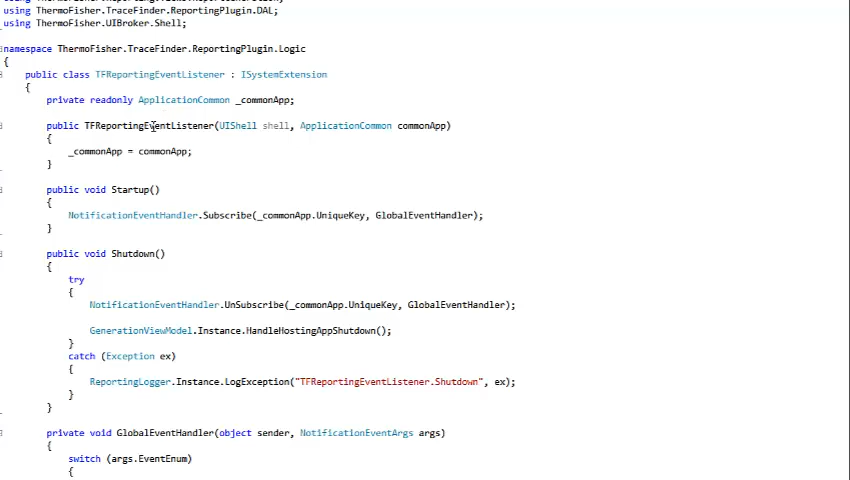 using ThermoFisher.TraceFinder.ReportingPlugin.DAL;
using ThermoFisher.UIBroker.Shell;
namespace ThermoFisher.TraceFinder.ReportingPlugin.Logic
{
public class TFReportingEventListener : ISystemExtension
{
private readonly ApplicationCommon _commonApp;
public TFReportingEventListener(UIShell shell, ApplicationCommon commonApp)
{
_commonApp = commonApp;
}
public void Startup()
{
NotificationEventHandler.Subscribe(_commonApp.UniqueKey, GlobalEventHandler);
}
public void Shutdown()
{
try
{
NotificationEventHandler.UnSubscribe(_commonApp.UniqueKey, GlobalEventHandler);
GenerationViewModel.Instance.HandleHostingAppShutdown();
}
catch (Exception ex)
{
ReportingLogger.Instance.LogException("TFReportingEventListener.Shutdown", ex);
}
}
private void GlobalEventHandler(object sender, NotificationEventArgs args)
{
switch (args.EventEnum)
{